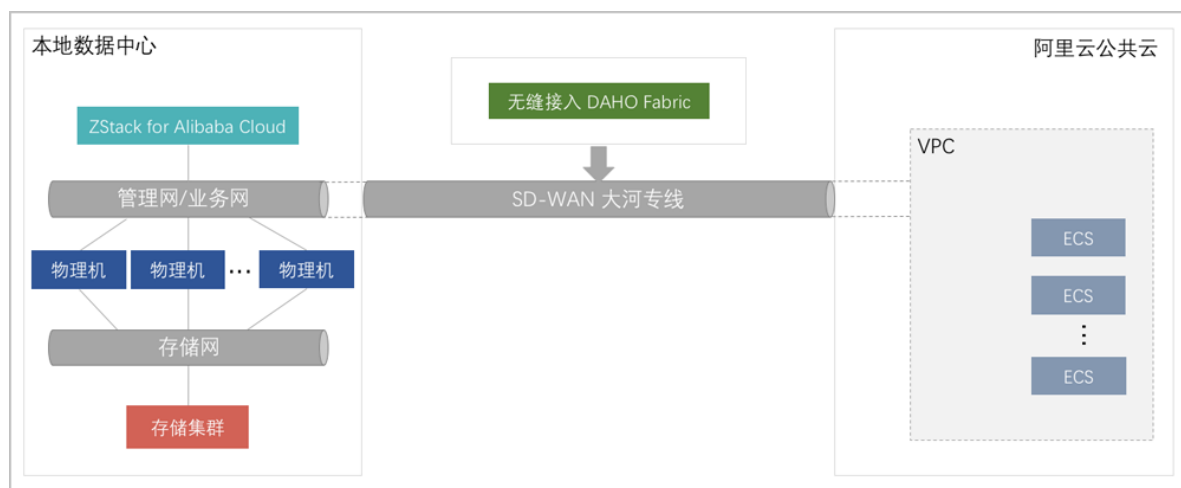 本地数据中心
ZStack for Alibaba Cloud
管理网/业务网
物理机
物理机
...
物理机
存储网
存储集群
无缝接入 DAHO Fabric
SD-WAN 大河专线
阿里云公共云
VPC
ECS
ECS
⋮
ECS